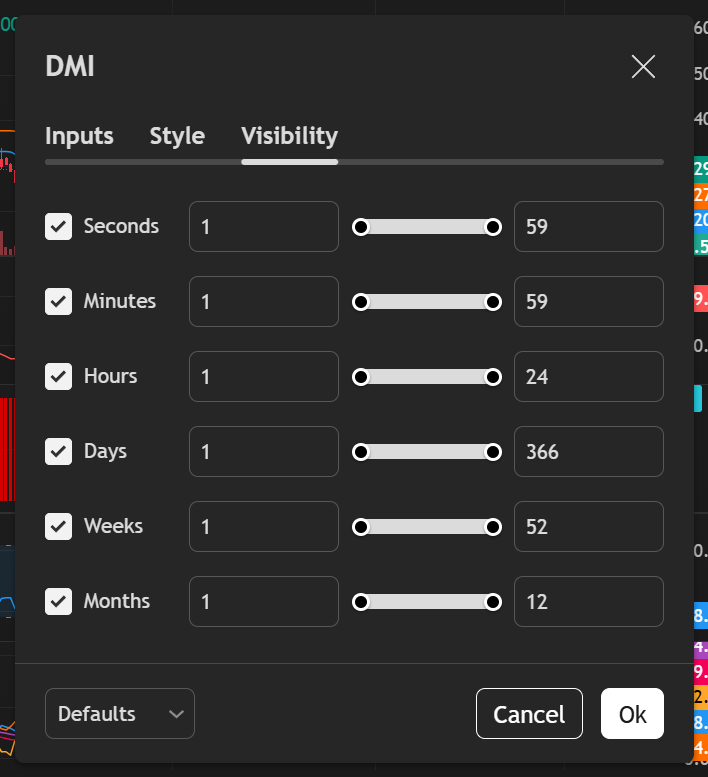 DMI
Inputs Style Visibility
Seconds 1 59
Minutes 1 59
Hours 1 24
Days 1 366
Weeks 1 52
Months 1 12
Defaults Cancel Ok